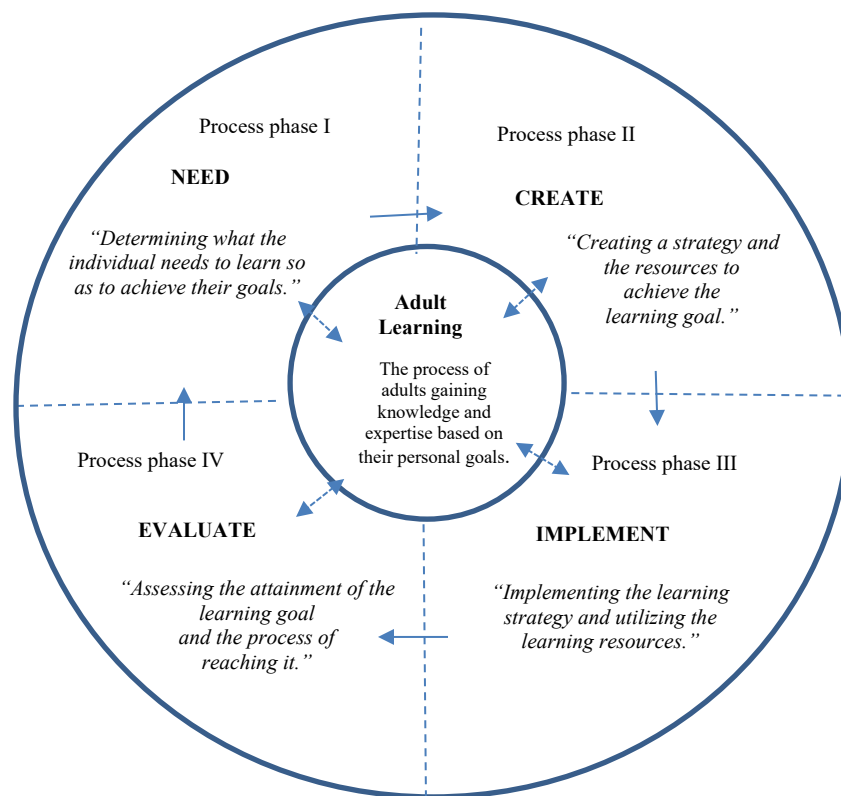 Process phase I
NEED
“Determining what the
individual needs to learn so
as to achieve their goals.”
Process phase II
CREATE
“Creating a strategy and
the resources to
achieve the
learning goal.”
Adult
Learning
The process of
adults gaining
knowledge and
expertise based on
their personal goals.
Process phase III
IMPLEMENT
“Implementing the learning
strategy and utilizing the
learning resources.”
Process phase IV
EVALUATE
“Assessing the attainment of the
learning goal
and the process of
reaching it.”